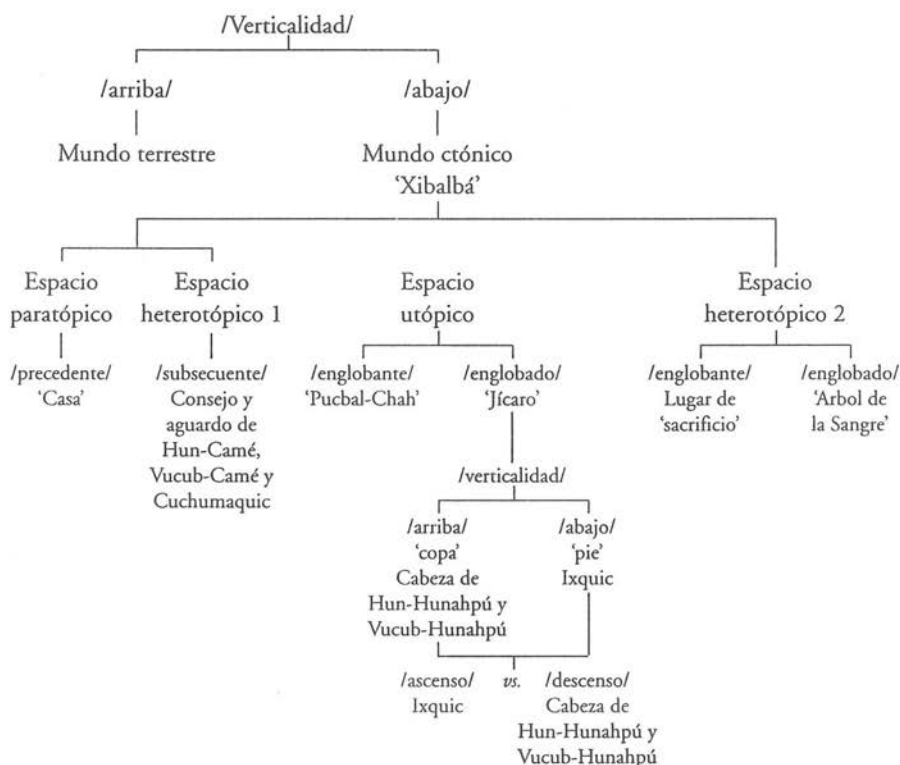 /Verticalidad/
/arriba/
/abajo/
Mundo terrestre
Mundo ctónico
‘Xibalbá’
Espacio
paratópico
/precedente/
‘Casa’
Espacio
heterotópico 1
/subsecuente/
Consejo y
aguardo de
Hun-Camé,
Vucub-Camé y
Cuchumaquic
Espacio
utópico
/englobante/
‘Pucbal-Chah’
/englobado/
‘Jícaro’
/verticalidad/
/arriba/
‘copa’
Cabeza de
Hun-Hunahpú y
Vucub-Hunahpú
/abajo/
‘pie’
Ixquic
/ascenso/
Ixquic
vs.
/descenso/
Cabeza de
Hun-Hunahpú y
Vucub-Hunahpú
Espacio
heterotópico 2
/englobante/
Lugar de
‘sacrificio’
/englobado/
‘Arbol de
la Sangre’